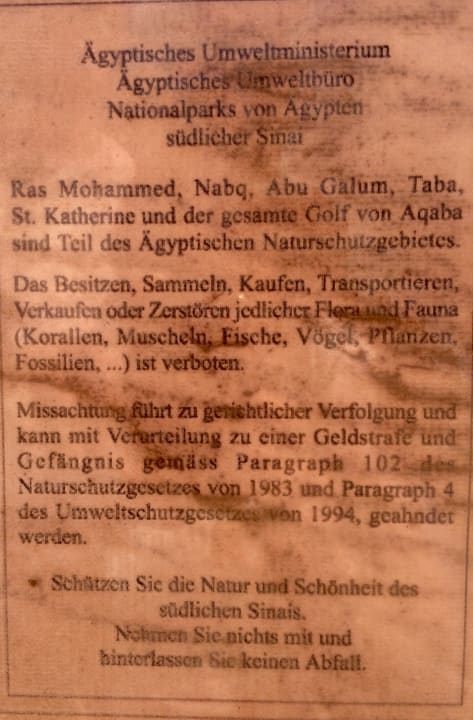 Ägyptisches Umweltministerium
Ägyptisches Umweltbüro
Nationalparks von Ägypten
südlicher Sinai
Ras Mohammed, Nabq, Abu Galum, Taba,
St. Katherine und der gesamte Golf von Aqaba
sind Teil des Ägyptischen Naturschutzgebietes.
Das Besitzen, Sammeln, Kaufen, Transportieren,
Verkaufen oder Zerstören jedlicher Flora und Fauna
(Korallen, Muscheln, Fische, Vögel, Pflanzen,
Fossilien, ...) ist verboten.
Missachtung führt zu gerichtlicher Verfolgung und
kann mit Verurteilung zu einer Geldstrafe und
Gefängnis gemäss Paragraph 102 des
Naturschutzgesetzes von 1983 und Paragraph 4
des Umweltschutzgesetzes von 1994, geahndet
werden.
• Schützen Sie die Natur und Schönheit des
südlichen Sinais.
Nehmen Sie nichts mit und
hinterlassen Sie keinen Abfall.